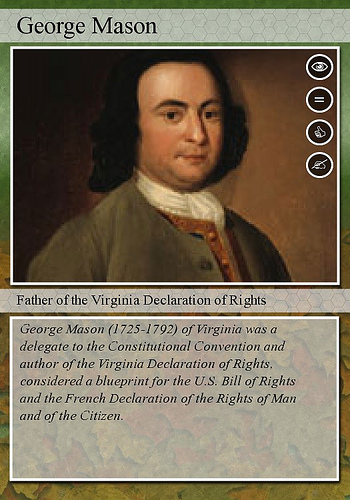 George Mason
Father of the Virginia Declaration of Rights
George Mason (1725-1792) of Virginia was a
delegate to the Constitutional Convention and
author of the Virginia Declaration of Rights,
considered a blueprint for the U.S. Bill of Rights
and the French Declaration of the Rights of Man
and of the Citizen.